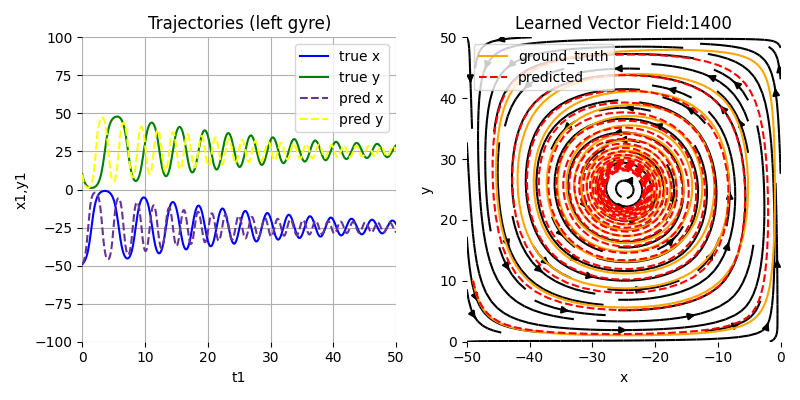 Trajectories (left gyre)
100
75
50
25
0
−25
−50
−75
−100
x1,y1
0
10
20
30
40
50
t1
true x
true y
pred x
pred y
Learned Vector Field:1400
50
40
30
20
10
0
y
−50
−40
−30
−20
−10
0
x
ground_truth
predicted